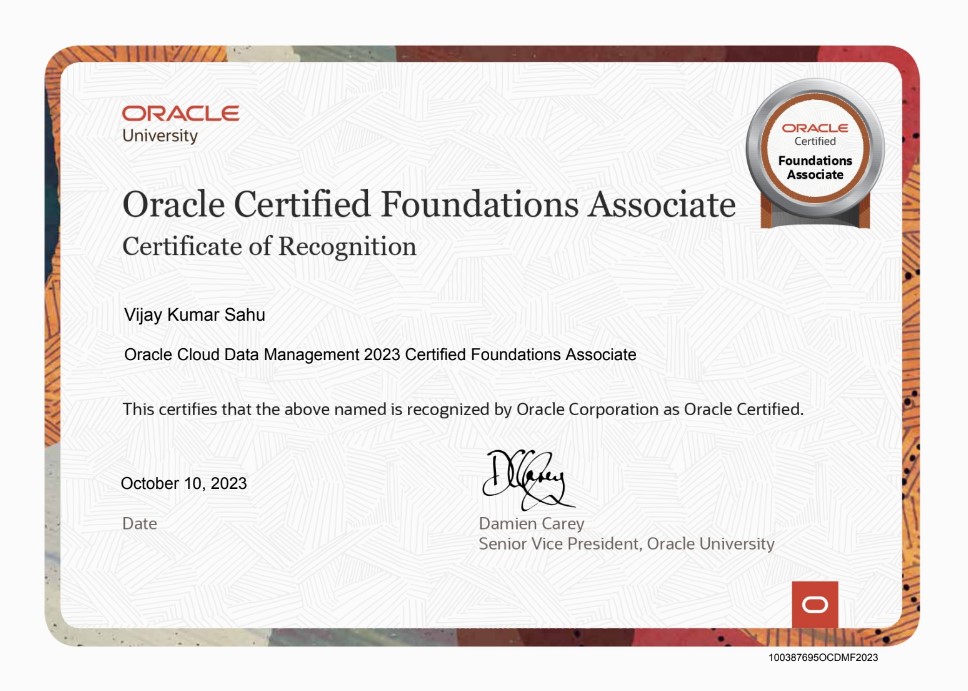 ORACLE
University
ORACLE
Certified
Foundations
Associate
Oracle Certified Foundations Associate
Certificate of Recognition
Vijay Kumar Sahu
Oracle Cloud Data Management 2023 Certified Foundations Associate
This certifies that the above named is recognized by Oracle Corporation as Oracle Certified.
October 10, 2023
Date
DCarey
Damien Carey
Senior Vice President, Oracle University
100387695OCDMF2023